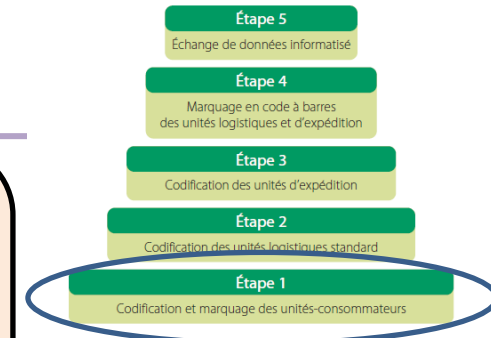 Étape 5
Échange de données informatisé
Étape 4
Marquage en code à barres
des unités logistiques et d'expédition
Étape 3
Codification des unités d'expédition
Étape 2
Codification des unités logistiques standard
Étape 1
Codification et marquage des unités-consommateurs